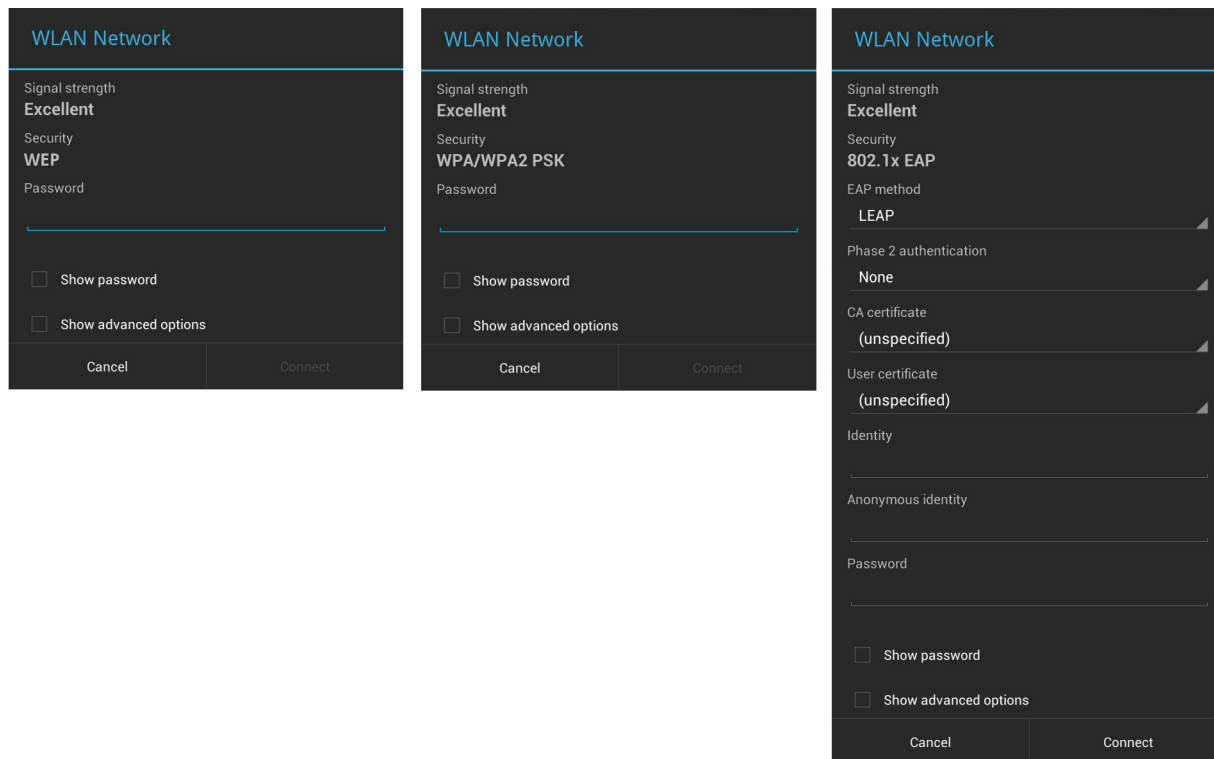 WLAN Network
Signal strength
Excellent
Security
WEP
Password
Show password
Show advanced options
Cancel
Connect
WLAN Network
Signal strength
Excellent
Security
WPA/WPA2 PSK
Password
Show password
Show advanced options
Cancel
Connect
WLAN Network
Signal strength
Excellent
Security
802.1x EAP
EAP method
LEAP
Phase 2 authentication
None
CA certificate
(unspecified)
User certificate
(unspecified)
Identity
Anonymous identity
Password
Show password
Show advanced options
Cancel
Connect